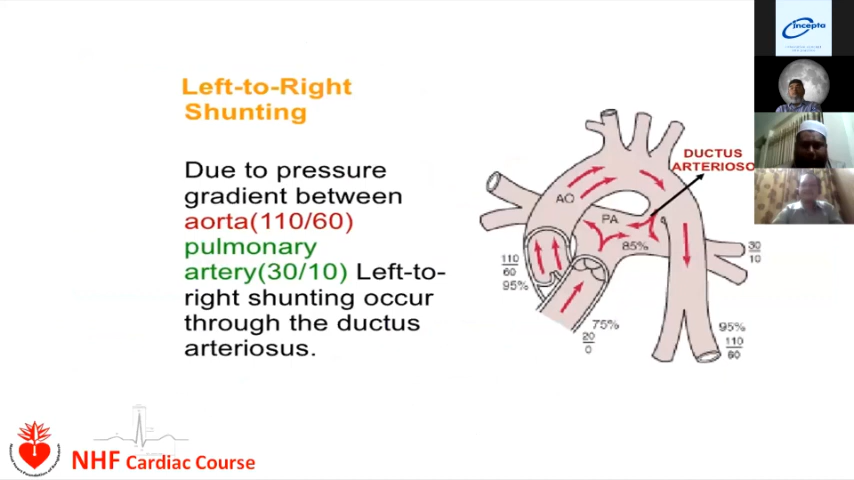 Left-to-Right
Shunting
Due to pressure
gradient between
aorta(110/60)
pulmonary
artery(30/10) Left-to-
right shunting occur
through the ductus
arteriosus.
DUCTUS
ARTERIOSO
AO
PA
85%
110
60
95%
30
10
75%
20
0
95%
110
60
NHF Cardiac Course
incepta